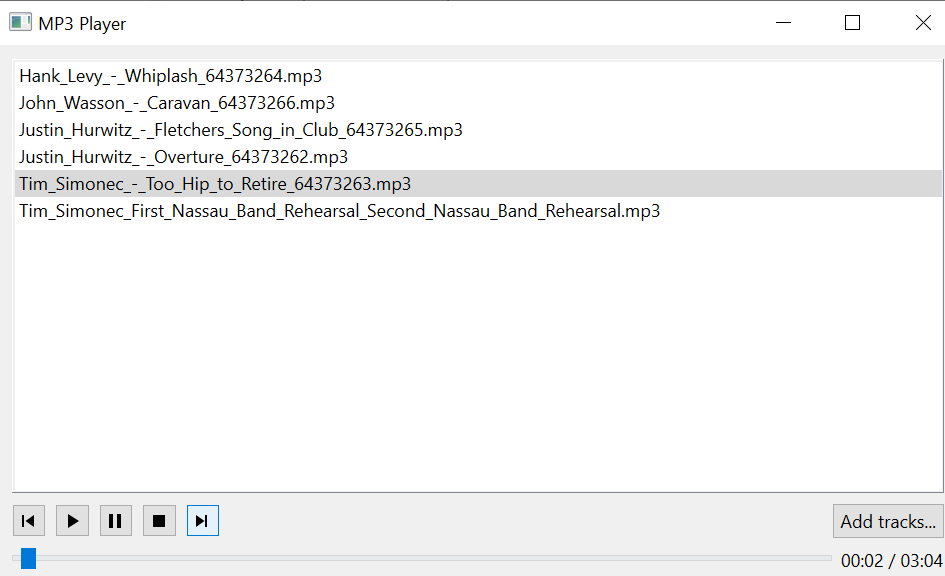 MP3 Player
Hank_Levy_-_Whiplash_64373264.mp3
John_Wasson_-_Caravan_64373266.mp3
Justin_Hurwitz_-_Fletchers_Song_in_Club_64373265.mp3
Justin_Hurwitz_-_Overture_64373262.mp3
Tim_Simonec_-_Too_Hip_to_Retire_64373263.mp3
Tim_Simonec_First_Nassau_Band_Rehearsal_Second_Nassau_Band_Rehearsal.mp3
Add tracks...
00:02 / 03:04